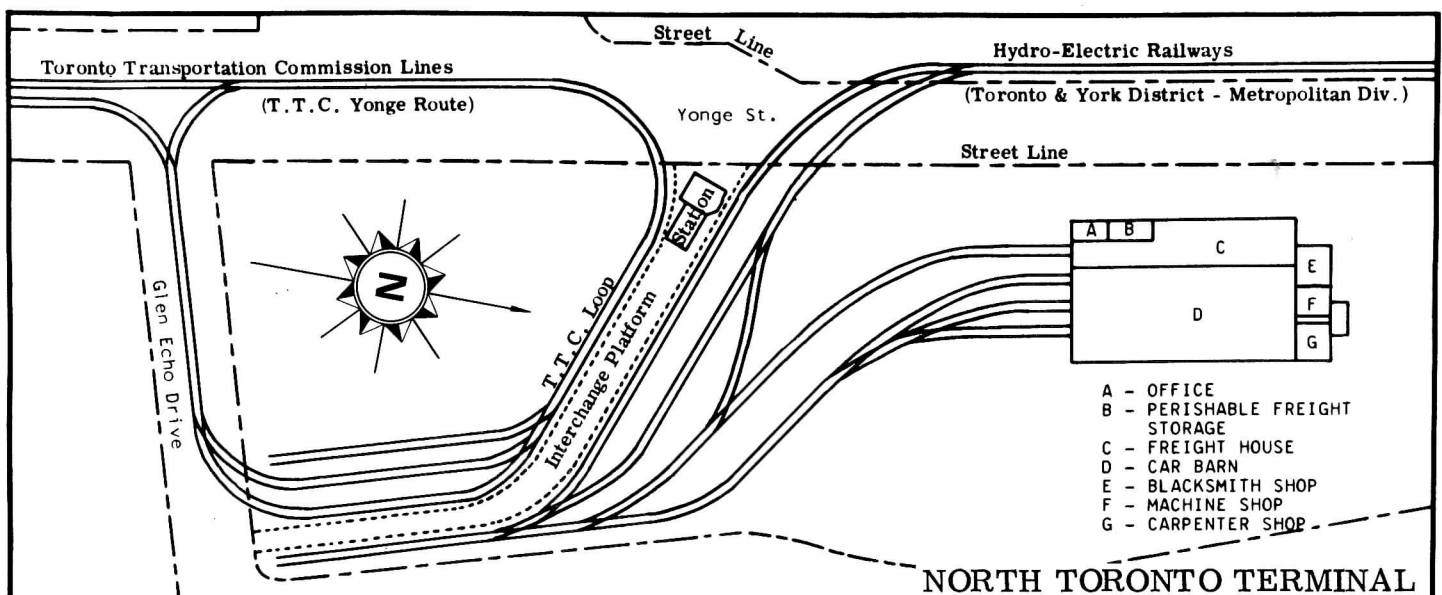 Street Line
Hydro-Electric Railways
Toronto Transportation Commission Lines
(T.T.C. Yonge Route)
(Toronto & York District - Metropolitan Div.)
Yonge St.
Street Line
Station
N
Glen Echo Drive
T.T.C. Loop
Interchange Platform
A B
C
D
E
F
G
A - OFFICE
B - PERISHABLE FREIGHT
STORAGE
C - FREIGHT HOUSE
D - CAR BARN
E - BLACKSMITH SHOP
F - MACHINE SHOP
G - CARPENTER SHOP
NORTH TORONTO TERMINAL